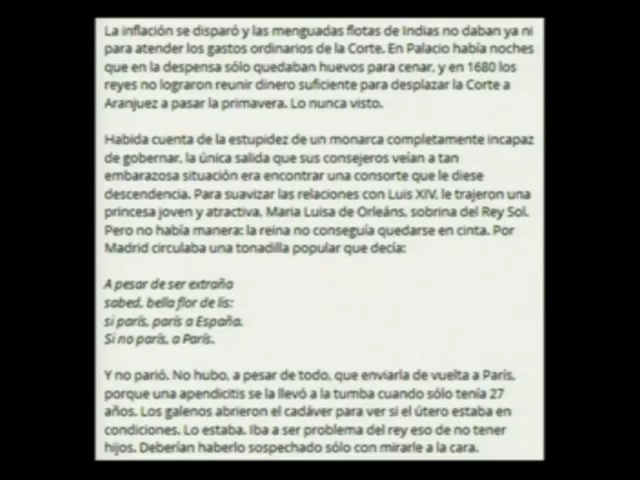 La inflación se disparó y las menguadas flotas de Indias no daban ya ni
para atender los gastos ordinarios de la Corte. En Palacio había noches
que en la despensa sólo quedaban huevos para cenar, y en 1680 los
reyes no lograron reunir dinero suficiente para desplazar la Corte a
Aranjuez a pasar la primavera. Lo nunca visto.
Habida cuenta de la estupidez de un monarca completamente incapaz
de gobernar, la única salida que sus consejeros veían a tan
embarazosa situación era encontrar una consorte que le diese
descendencia. Para suavizar las relaciones con Luis XIV, le trajeron una
princesa joven y atractiva, Maria Luisa de Orleáns, sobrina del Rey Sol.
Pero no había manera: la reina no conseguía quedarse en cinta. Por
Madrid circulaba una tonadilla popular que decía:
A pesar de ser extraña
sabed, bella flor de lis:
si parís, parís a España.
Si no parís, a París.
Y no parió. No hubo, a pesar de todo, que enviarla de vuelta a París,
porque una apendicitis se la llevó a la tumba cuando sólo tenía 27
años. Los galenos abrieron el cadáver para ver si el útero estaba en
condiciones. Lo estaba. Iba a ser problema del rey eso de no tener
hijos. Deberían haberlo sospechado sólo con mirarle a la cara.